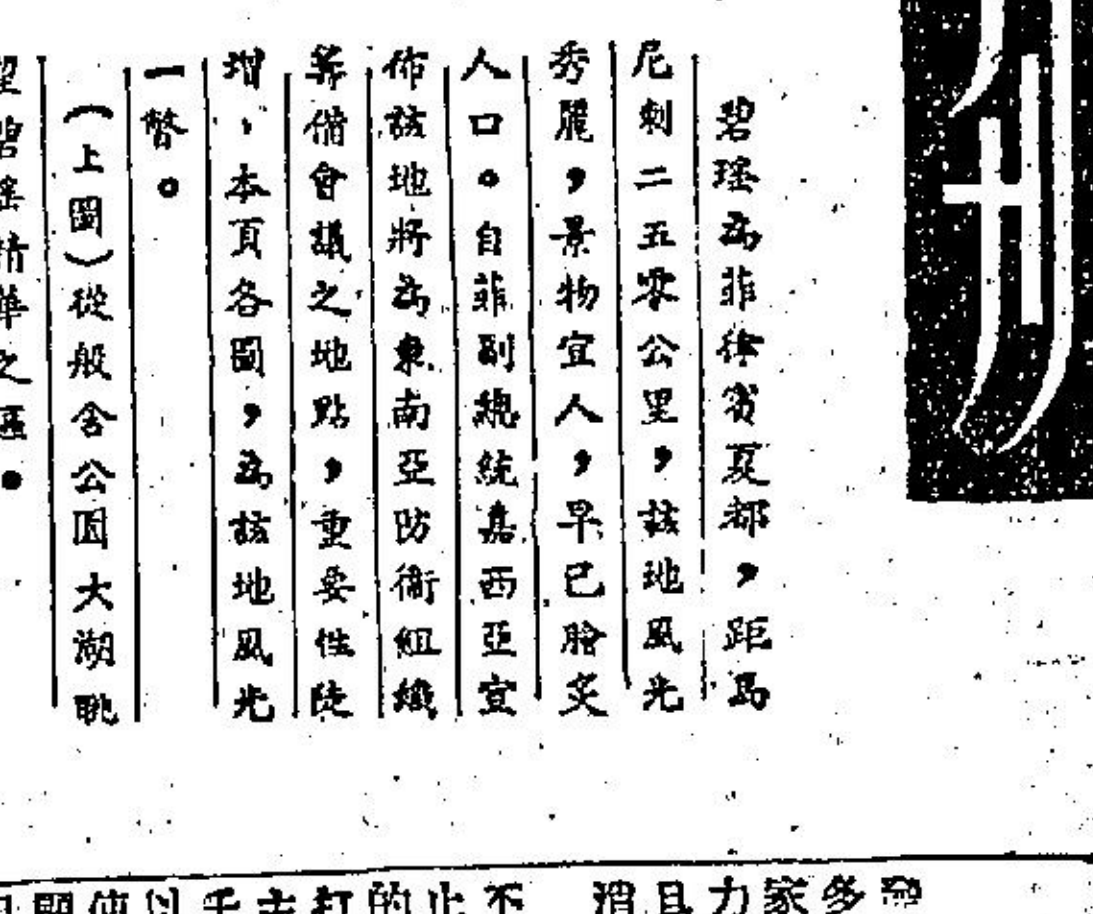 刊
碧瑤為菲律賓夏都，距馬
尼剌二五零公里，該地風光
秀麗，景物宜人，早已膾炙
人口。自菲副總統嘉西亞宣
佈該地將為東南亞防衛組織
籌備會議之地點，重要性陡
增，本頁各圖，為該地風光
一瞥。
（上圖）從般含公園大湖眺
望碧瑤精華之區。